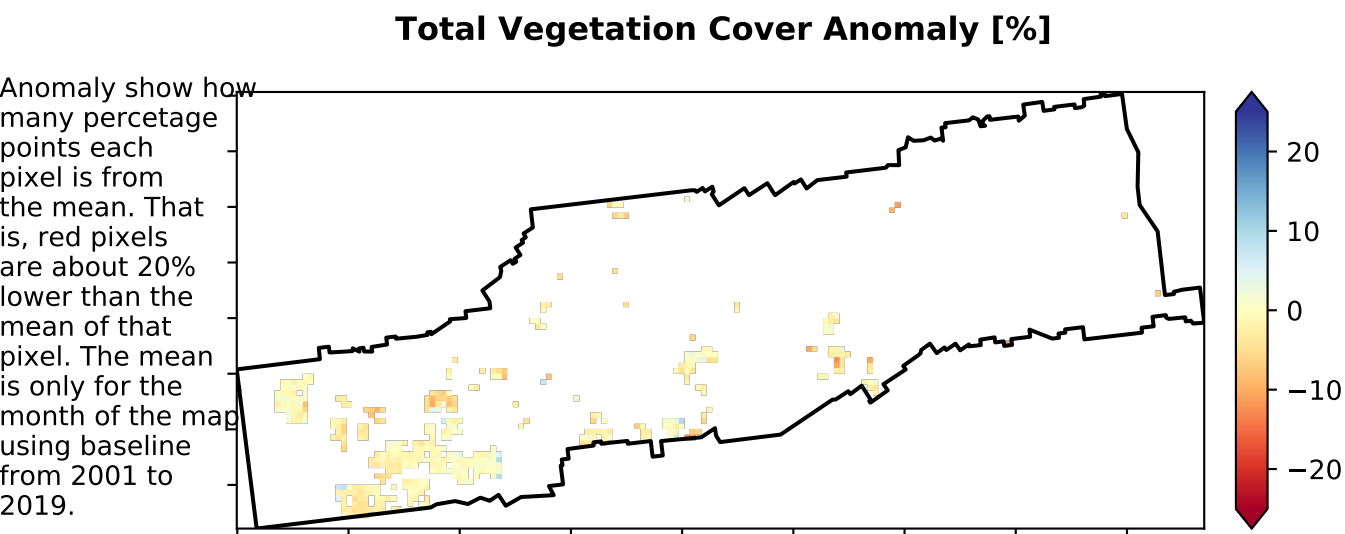 Total Vegetation Cover Anomaly [%]
Anomaly show how
many percetage
points each
pixel is from
the mean. That
is, red pixels
are about 20%
lower than the
mean of that
pixel. The mean
is only for the
month of the map
using baseline
from 2001 to
2019.
20
10
0
−10
−20